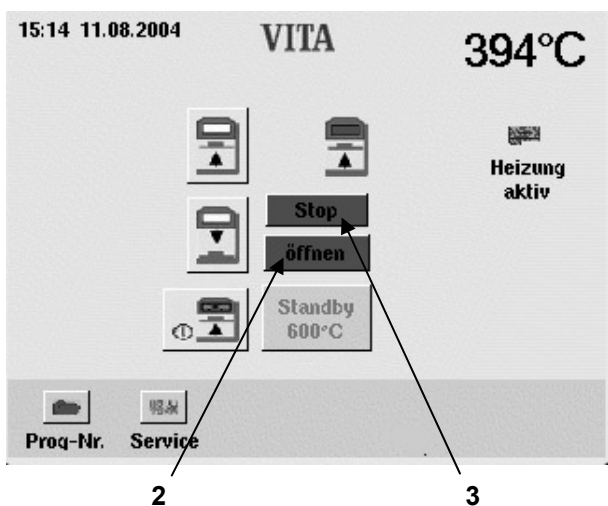 15:14 11.08.2004
VITA
394°C
Heizung
aktiv
Stop
öffnen
Standby
600°C
Prog-Nr.
Service
2
3